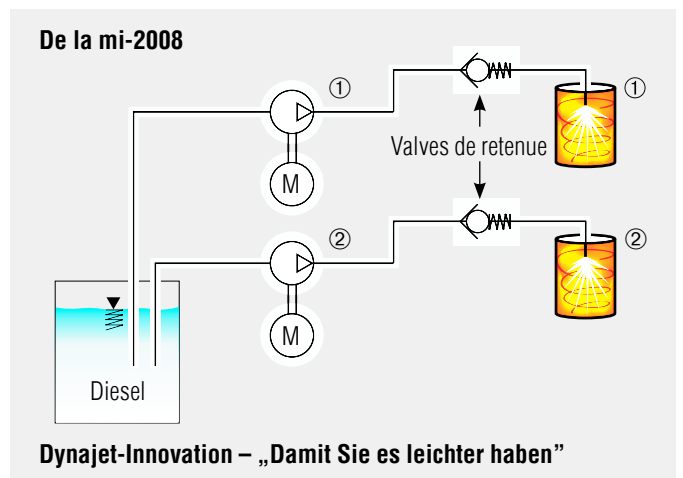 De la mi-2008
①
①
Valves de retenue
M
②
②
M
Diesel
Dynajet-Innovation – „Damit Sie es leichter haben”